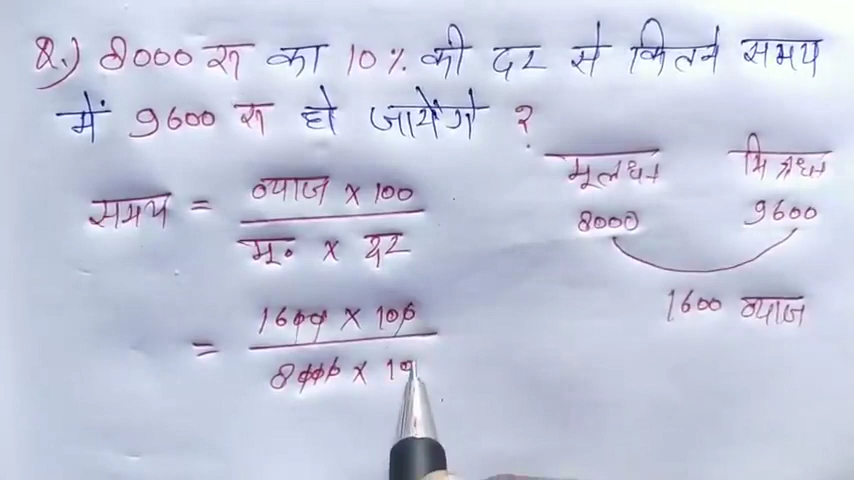 Q.) 8000 रु का 10% की दर से कितने समय
में 9600 रु हो जायेंगे ?
मूलधन मिश्रधन
8000 9600
1600 ब्याज
समय = ब्याज × 100
मू० × दर
= 1600 × 100
8000 × 10